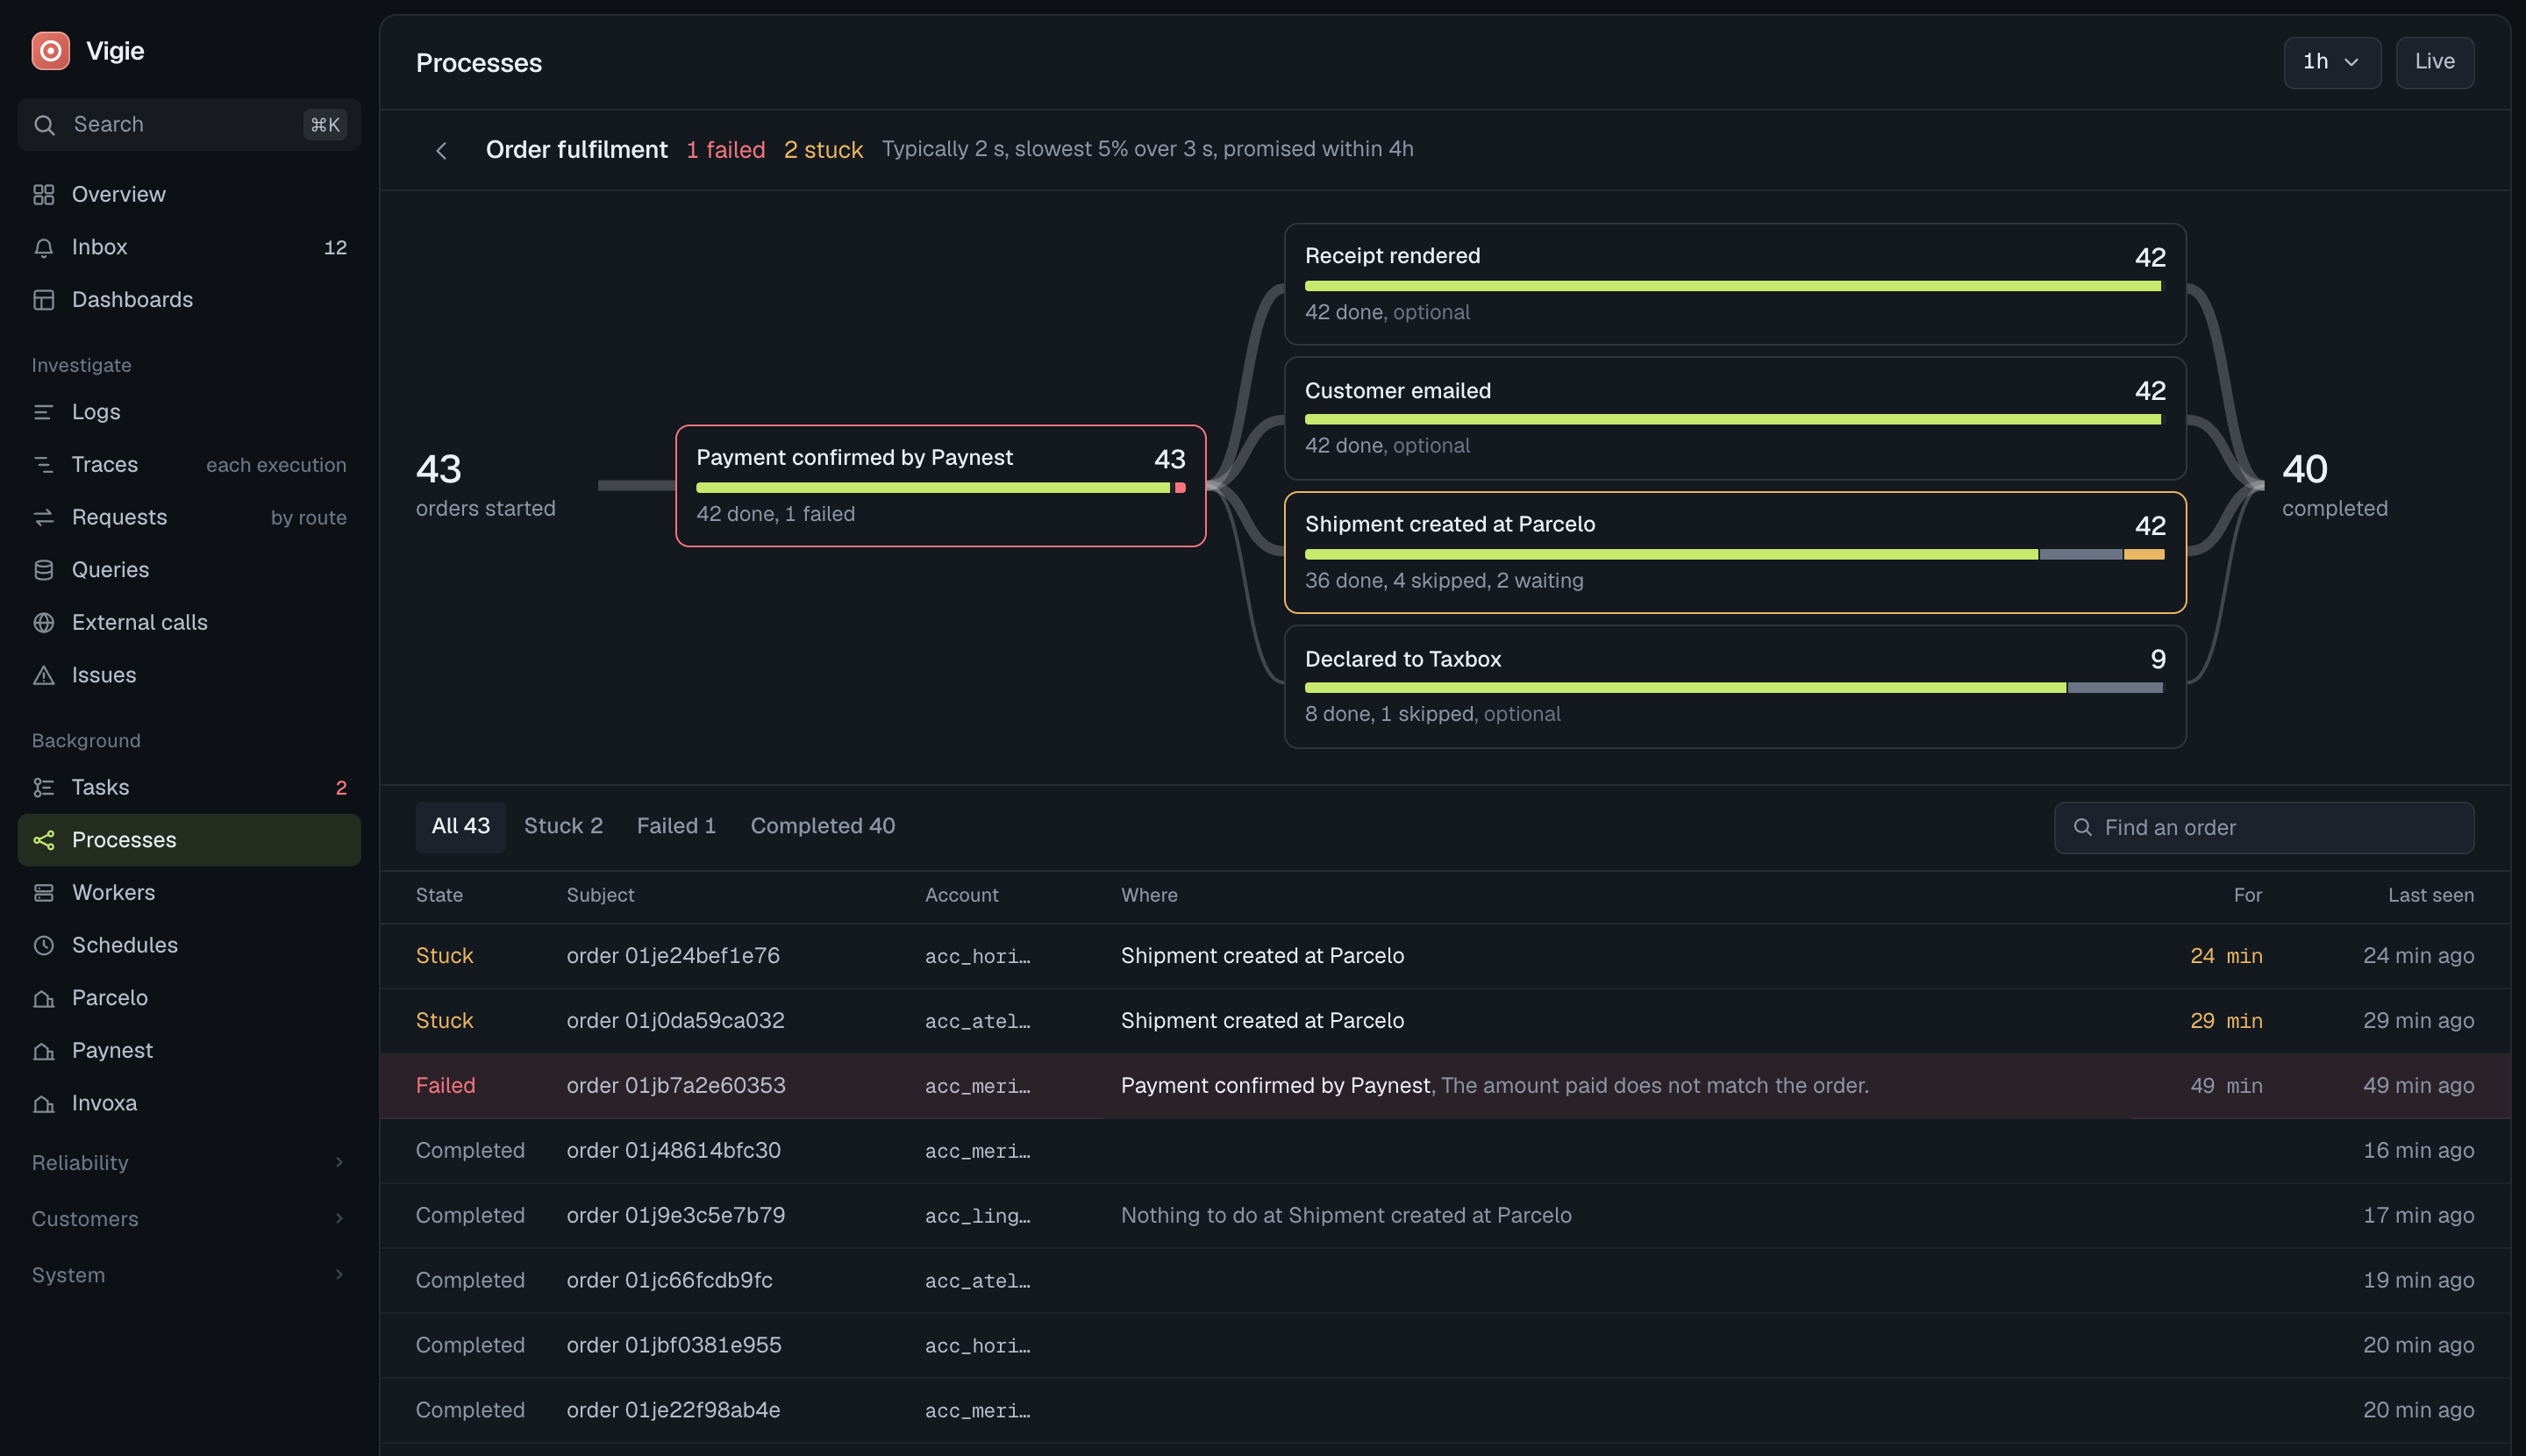 Vigie
Search ⌘K
Overview
Inbox 12
Dashboards
Investigate
Logs
Traces each execution
Requests by route
Queries
External calls
Issues
Background
Tasks 2
Processes
Workers
Schedules
Parcelo
Paynest
Invoxa
Reliability
Customers
System
Processes
1h
Live
Order fulfilment 1 failed 2 stuck Typically 2 s, slowest 5% over 3 s, promised within 4h
43
orders started
Payment confirmed by Paynest 43
42 done, 1 failed
Receipt rendered 42
42 done, optional
Customer emailed 42
42 done, optional
Shipment created at Parcelo 42
36 done, 4 skipped, 2 waiting
Declared to Taxbox 9
8 done, 1 skipped, optional
40
completed
All 43 Stuck 2 Failed 1 Completed 40
Find an order
State Subject Account Where For Last seen
Stuck order 01je24bef1e76 acc_hori… Shipment created at Parcelo 24 min 24 min ago
Stuck order 01j0da59ca032 acc_atel… Shipment created at Parcelo 29 min 29 min ago
Failed order 01jb7a2e60353 acc_meri… Payment confirmed by Paynest, The amount paid does not match the order. 49 min 49 min ago
Completed order 01j48614bfc30 acc_meri… 16 min ago
Completed order 01j9e3c5e7b79 acc_ling… Nothing to do at Shipment created at Parcelo 17 min ago
Completed order 01jc66fcdb9fc acc_atel… 19 min ago
Completed order 01jbf0381e955 acc_hori… 20 min ago
Completed order 01je22f98ab4e acc_meri… 20 min ago